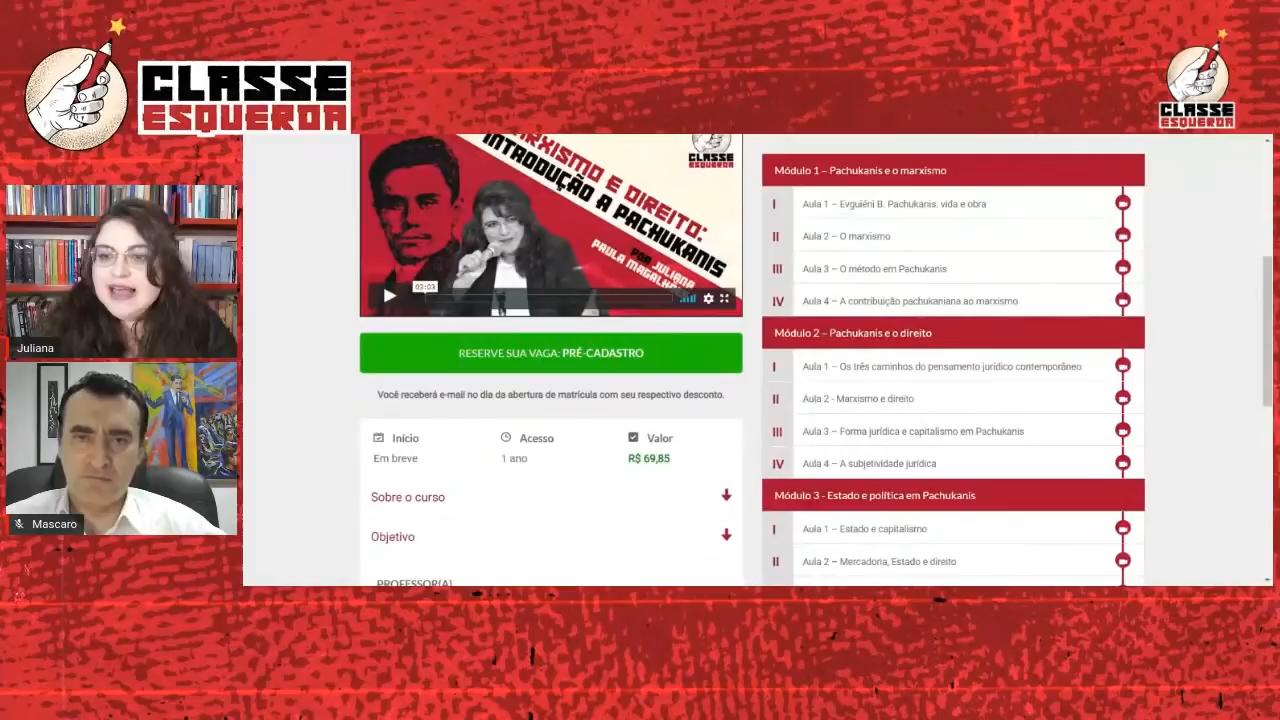 CLASSE
ESQUERDA
CLASSE
ESQUERDA
Juliana
Mascaro
MARXISMO E DIREITO:
INTRODUÇÃO A PACHUKANIS
POR JULIANA
PAULA MAGALHÃES
CLASSE
ESQUERDA
03:03
RESERVE SUA VAGA: PRÉ-CADASTRO
Você receberá e-mail no dia da abertura de matrícula com seu respectivo desconto.
Início
Acesso
Valor
Em breve
1 ano
R$ 69,85
Sobre o curso
Objetivo
PROFESSOR(A)
Módulo 1 – Pachukanis e o marxismo
I Aula 1 – Evguiéni B. Pachukanis: vida e obra
II Aula 2 – O marxismo
III Aula 3 – O método em Pachukanis
IV Aula 4 – A contribuição pachukaniana ao marxismo
Módulo 2 – Pachukanis e o direito
I Aula 1 – Os três caminhos do pensamento jurídico contemporâneo
II Aula 2 - Marxismo e direito
III Aula 3 – Forma jurídica e capitalismo em Pachukanis
IV Aula 4 – A subjetividade jurídica
Módulo 3 - Estado e política em Pachukanis
I Aula 1 – Estado e capitalismo
II Aula 2 – Mercadoria, Estado e direito